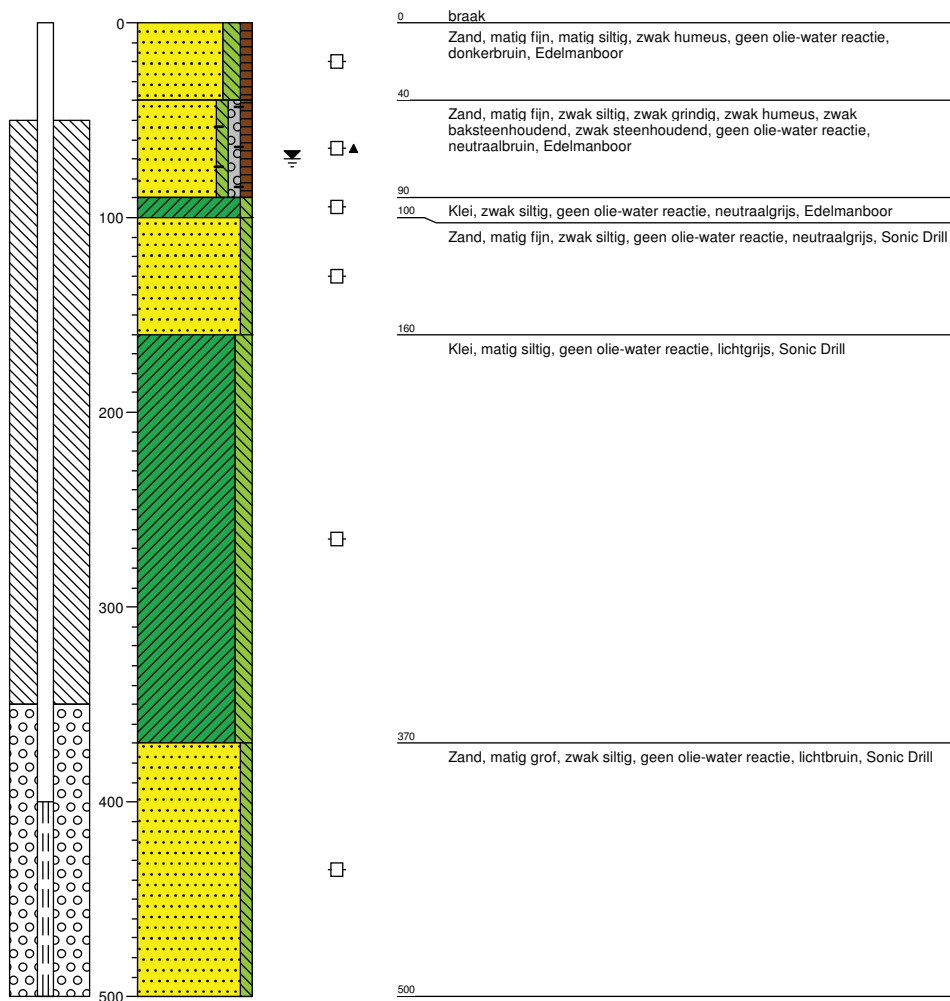 0
100
200
300
400
500
0
braak
Zand, matig fijn, matig siltig, zwak humeus, geen olie-water reactie,
donkerbruin, Edelmanboor
40
Zand, matig fijn, zwak siltig, zwak grindig, zwak humeus, zwak
baksteenhoudend, zwak steenhoudend, geen olie-water reactie,
neutraalbruin, Edelmanboor
90
Klei, zwak siltig, geen olie-water reactie, neutraalgrijs, Edelmanboor
100
Zand, matig fijn, zwak siltig, geen olie-water reactie, neutraalgrijs, Sonic Drill
160
Klei, matig siltig, geen olie-water reactie, lichtgrijs, Sonic Drill
370
Zand, matig grof, zwak siltig, geen olie-water reactie, lichtbruin, Sonic Drill
500